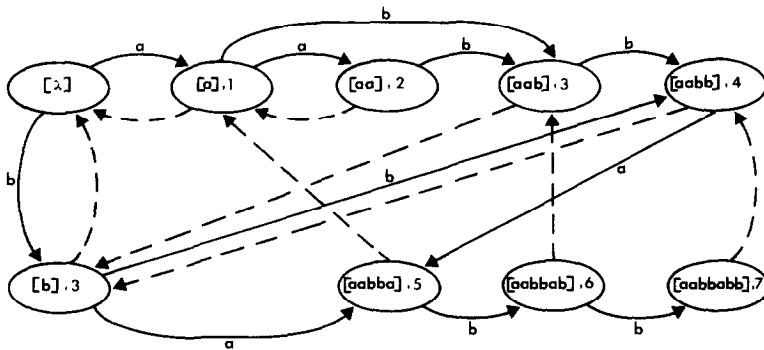 b
a a b b
[λ] [a],1 [aa],2 [aab],3 [aabb],4
b b a
[b],3 [aabba],5 [aabbab],6 [aabbabb],7
a b b